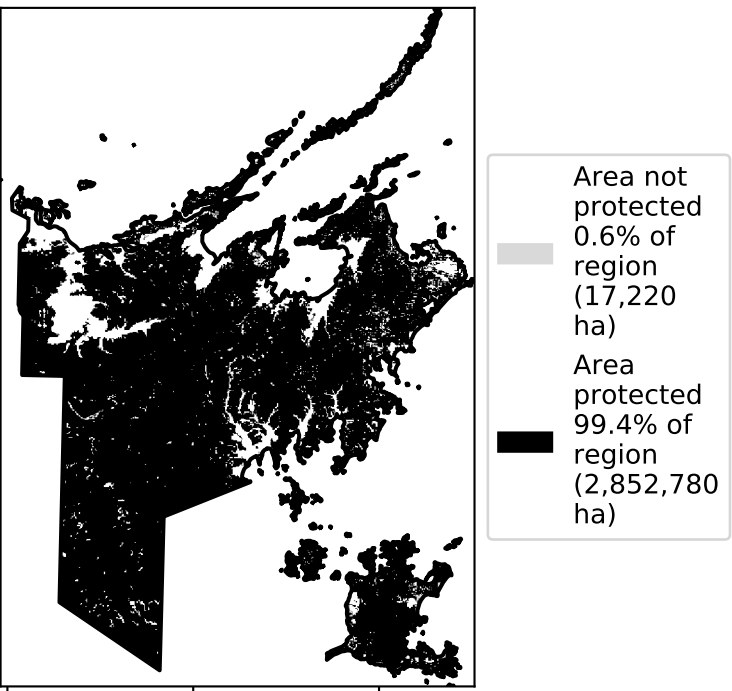 Area not
protected
0.6% of
region
(17,220
ha)
Area
protected
99.4% of
region
(2,852,780
ha)